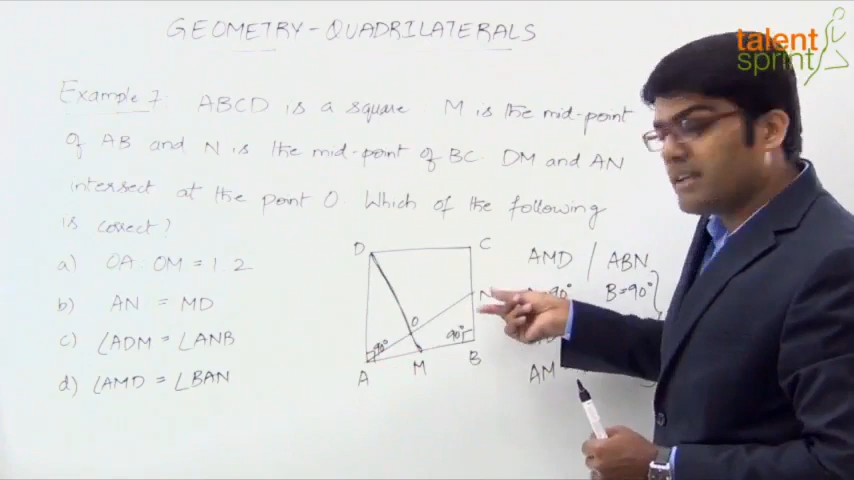 GEOMETRY-QUADRILATERALS
talent
sprint
Example 7: ABCD is a square. M is the mid-point
of AB and N is the mid-point of BC. DM and AN
intersect at the point O. Which of the following
is correct?
a) OA : OM = 1 2
b) AN = MD
c) ∠ADM = ∠ANB
d) ∠AMD = ∠BAN
D
C
N
O
90°
90°
A
M
B
AMD | ABN
90° B=90°
AM